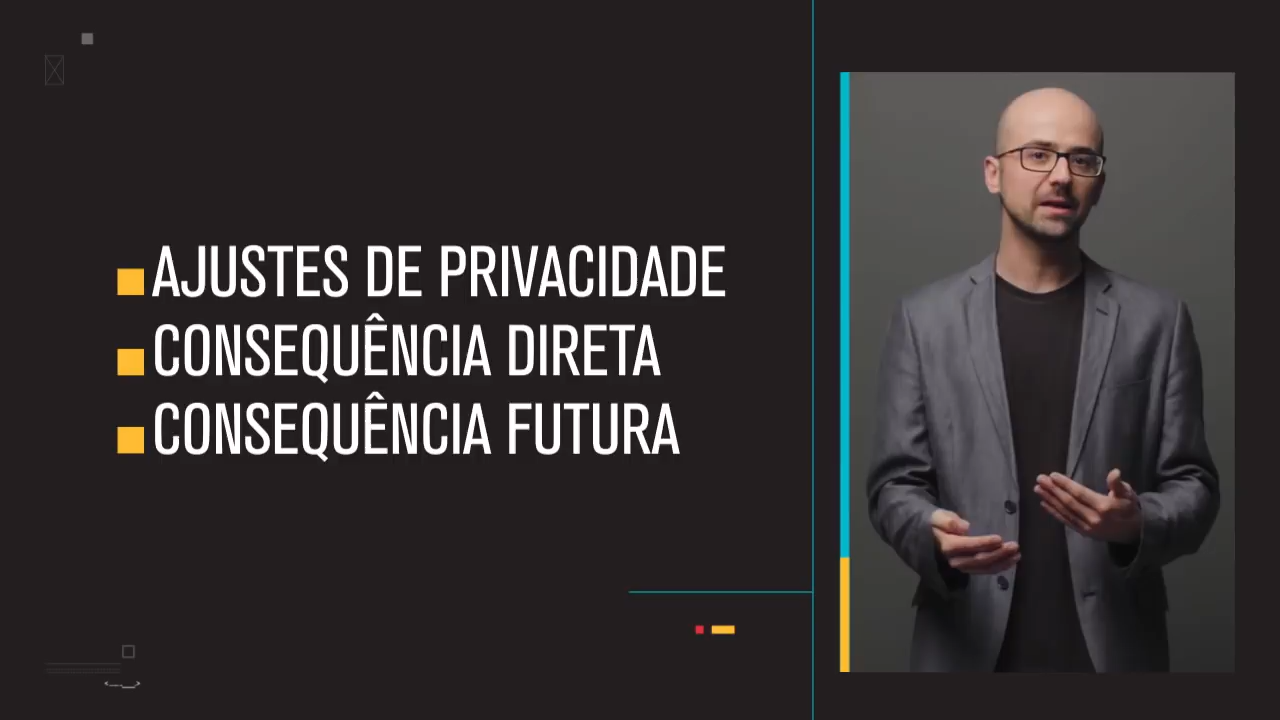 AJUSTES DE PRIVACIDADE
CONSEQUÊNCIA DIRETA
CONSEQUÊNCIA FUTURA